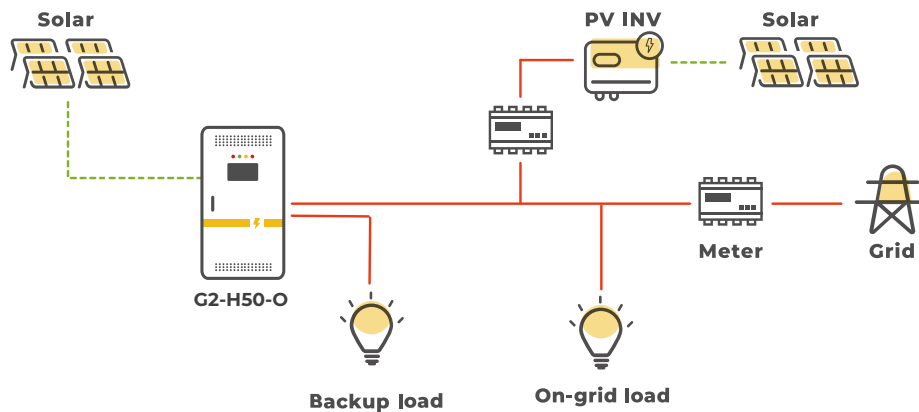 Solar
PV INV
Solar
Meter
Grid
G2-H50-O
Backup load
On-grid load